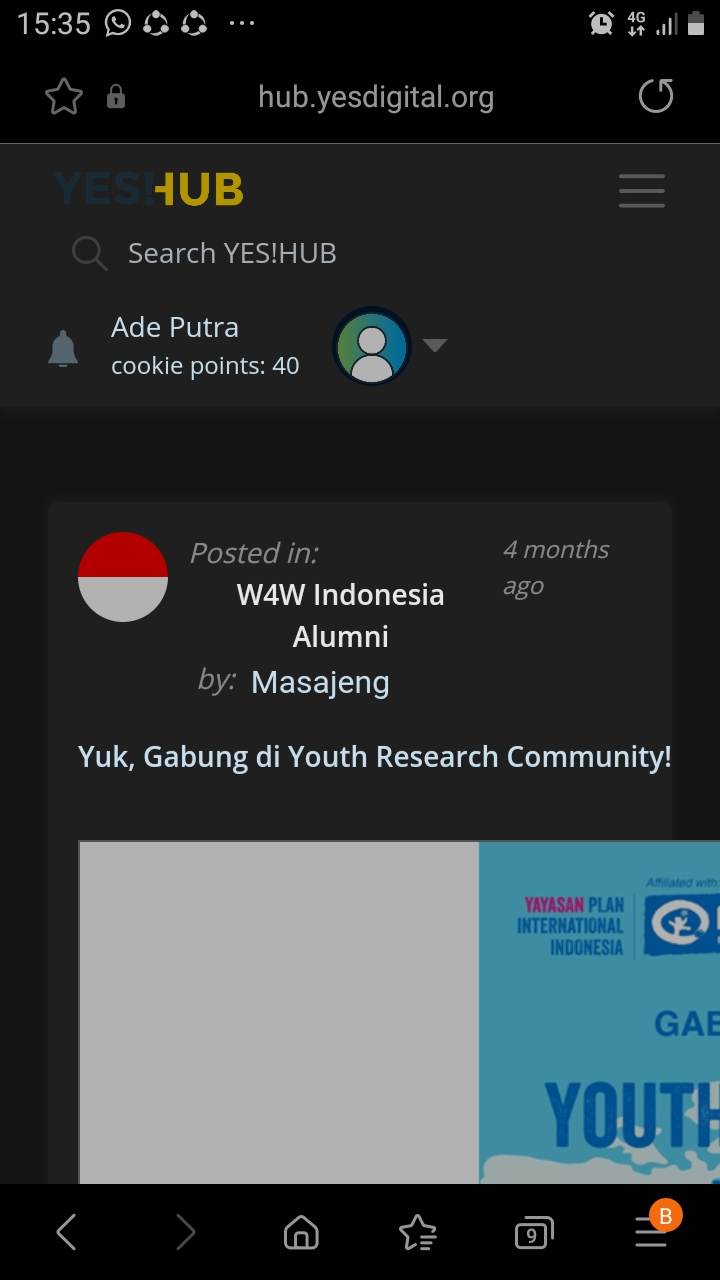 15:35
4G
hub.yesdigital.org
YES!HUB
Search YES!HUB
Ade Putra
cookie points: 40
Posted in:
4 months
ago
W4W Indonesia
Alumni
by: Masajeng
Yuk, Gabung di Youth Research Community!
Affiliated with:
YAYASAN PLAN
INTERNATIONAL
INDONESIA
GAB
YOUTH
9
B